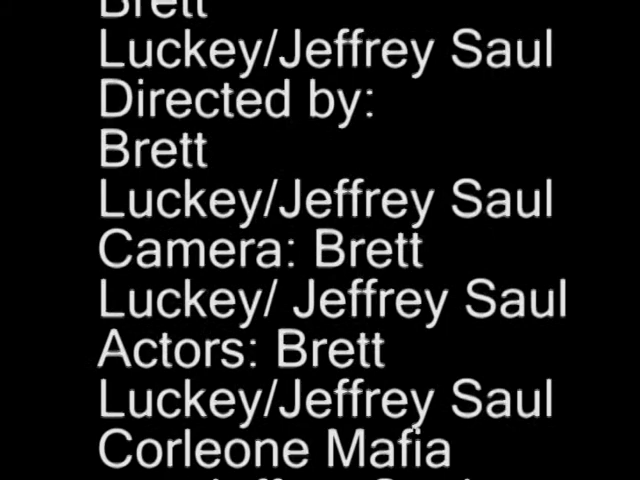 Brett
Luckey/Jeffrey Saul
Directed by:
Brett
Luckey/Jeffrey Saul
Camera: Brett
Luckey/ Jeffrey Saul
Actors: Brett
Luckey/Jeffrey Saul
Corleone Mafia